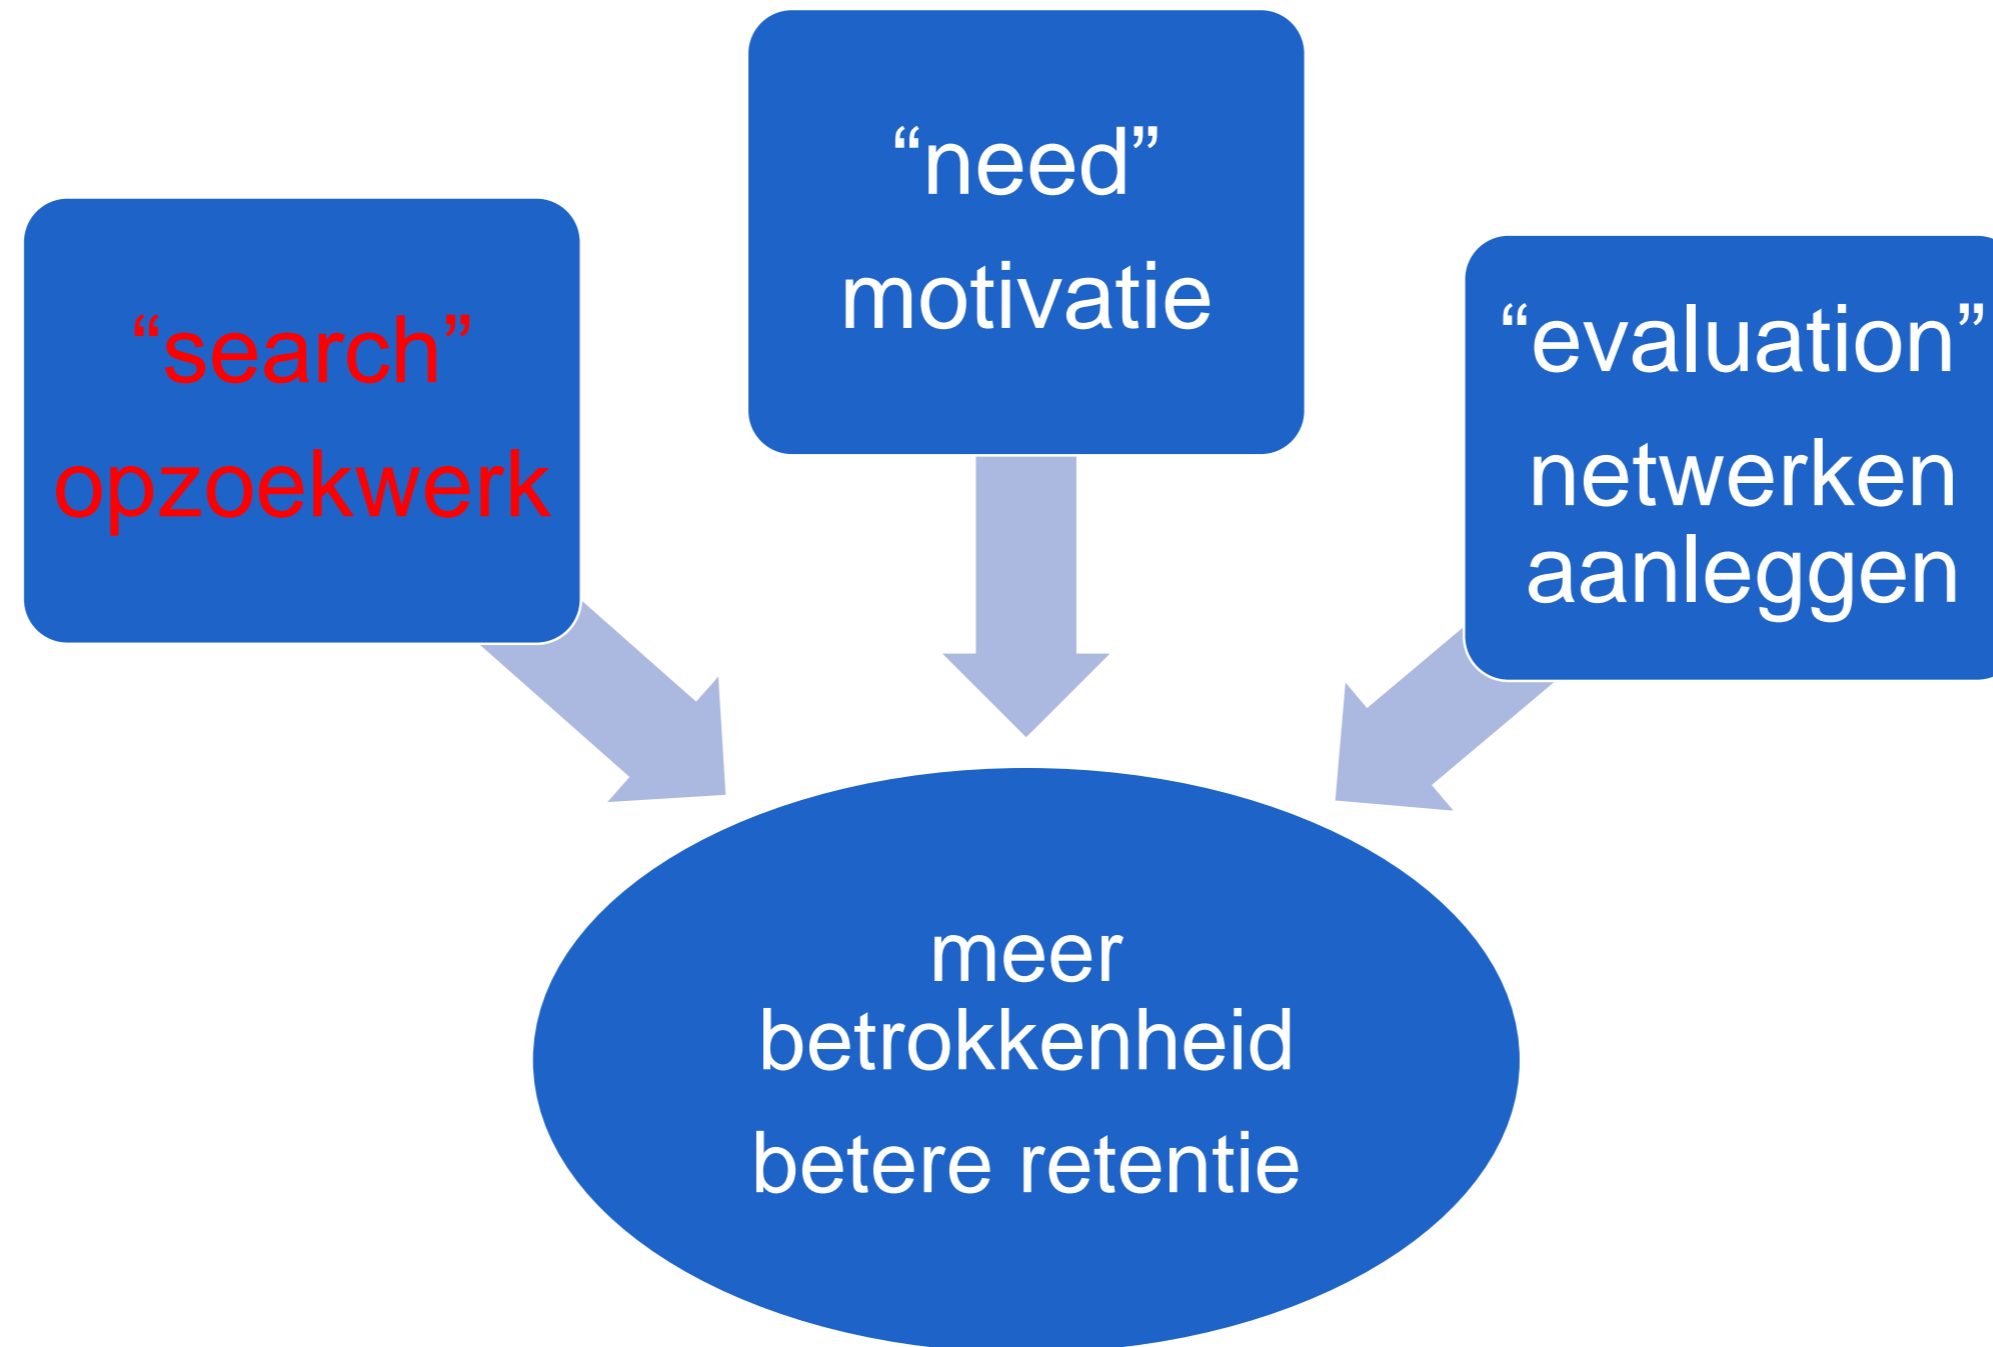 “search”
opzoekwerk
“need”
motivatie
“evaluation”
netwerken
aanleggen
meer
betrokkenheid
betere retentie